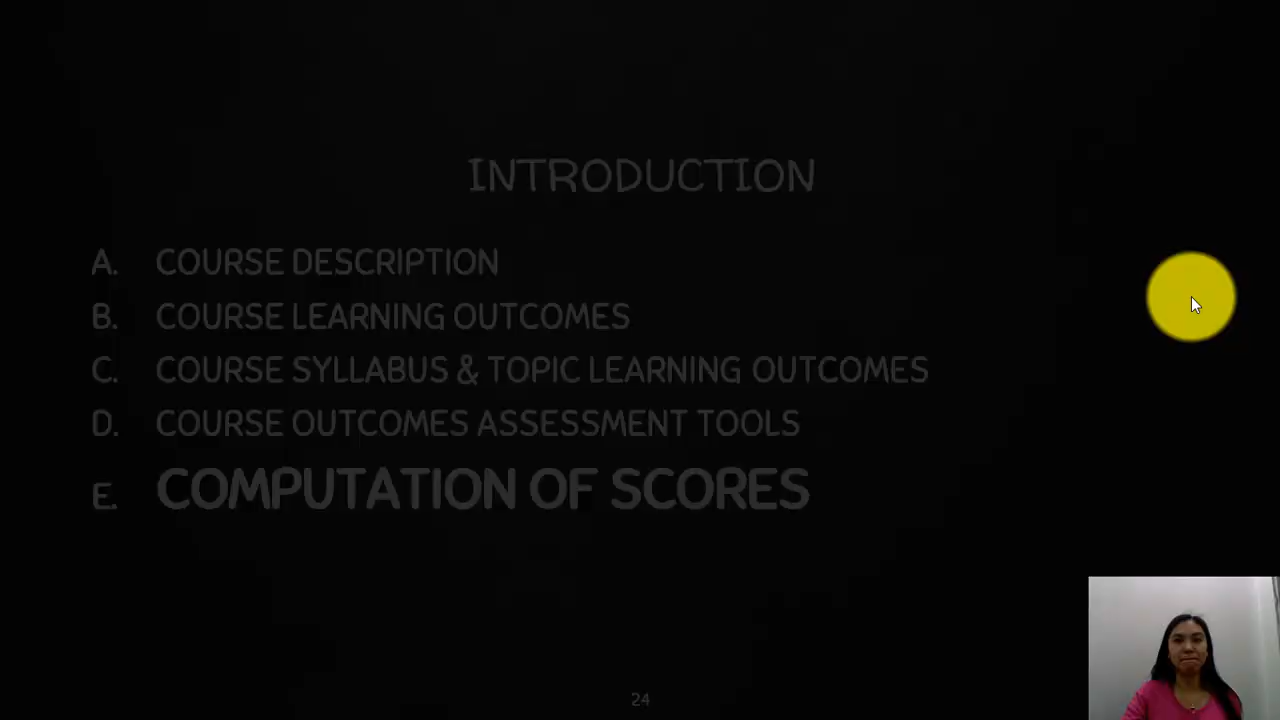 INTRODUCTION
A. COURSE DESCRIPTION
B. COURSE LEARNING OUTCOMES
C. COURSE SYLLABUS & TOPIC LEARNING OUTCOMES
D. COURSE OUTCOMES ASSESSMENT TOOLS
E. COMPUTATION OF SCORES
24